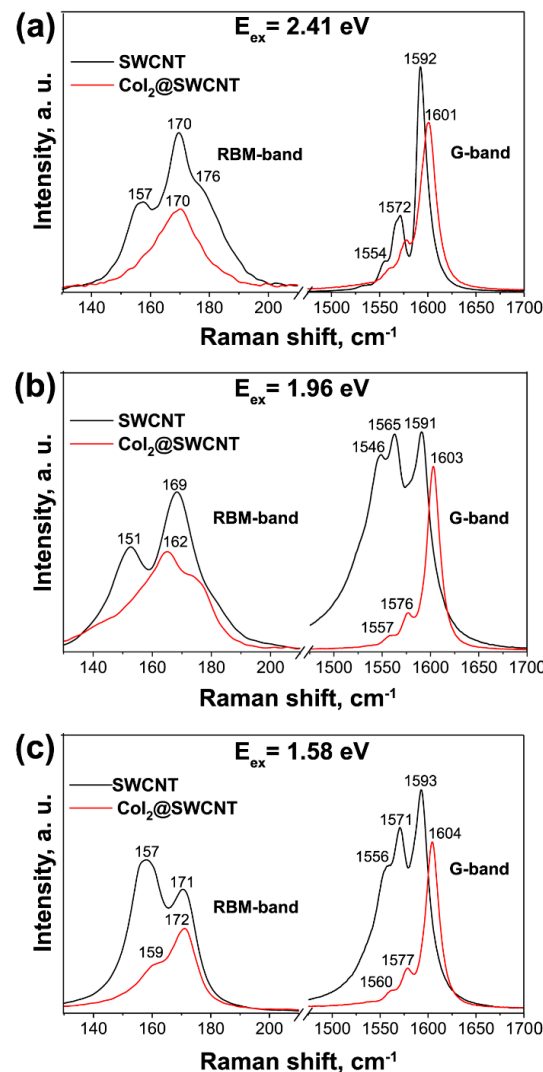 (a)
E_ex = 2.41 eV
SWCNT
CoI₂@SWCNT
Intensity, a. u.
157
170
176
170
RBM-band
1554
1572
1592
1601
G-band
140 160 180 200 1500 1550 1600 1650 1700
Raman shift, cm⁻¹
(b)
E_ex = 1.96 eV
SWCNT
CoI₂@SWCNT
Intensity, a. u.
151
169
162
RBM-band
1546
1565
1591
1603
1557
1576
G-band
140 160 180 200 1500 1550 1600 1650 1700
Raman shift, cm⁻¹
(c)
E_ex = 1.58 eV
SWCNT
CoI₂@SWCNT
Intensity, a. u.
157
171
172
159
RBM-band
1556
1571
1593
1604
1560
1577
G-band
140 160 180 200 1500 1550 1600 1650 1700
Raman shift, cm⁻¹